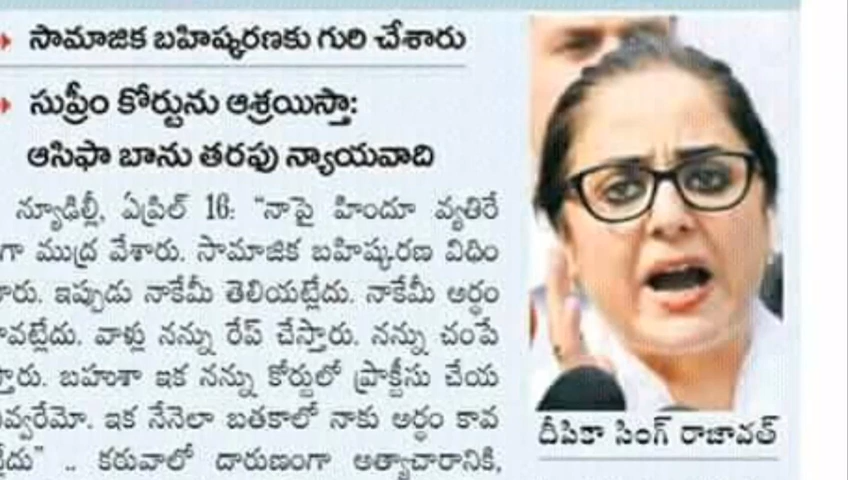 సామాజిక బహిష్కరణకు గురి చేశారు
సుప్రీం కోర్టును ఆశ్రయిస్తా:
ఆసిఫా బాను తరఫు న్యాయవాది
న్యూఢిల్లీ, ఏప్రిల్ 16: "నాపై హిందూ వ్యతిరే
గా ముద్ర వేశారు. సామాజిక బహిష్కరణ విధిం
రు. ఇప్పుడు నాకేమీ తెలియట్లేదు. నాకేమీ అర్థం
వట్లేదు. వాళ్లు నన్ను రేప్ చేస్తారు. నన్ను చంపే
రు. బహుశా ఇక నన్ను కోర్టులో ప్రాక్టీసు చేయ
వ్వరేమో. ఇక నేనెలా బతకాలో నాకు అర్థం కావ
దు" .. కఠువాలో దారుణంగా అత్యాచారానికి,
దీపికా సింగ్ రాజావత్